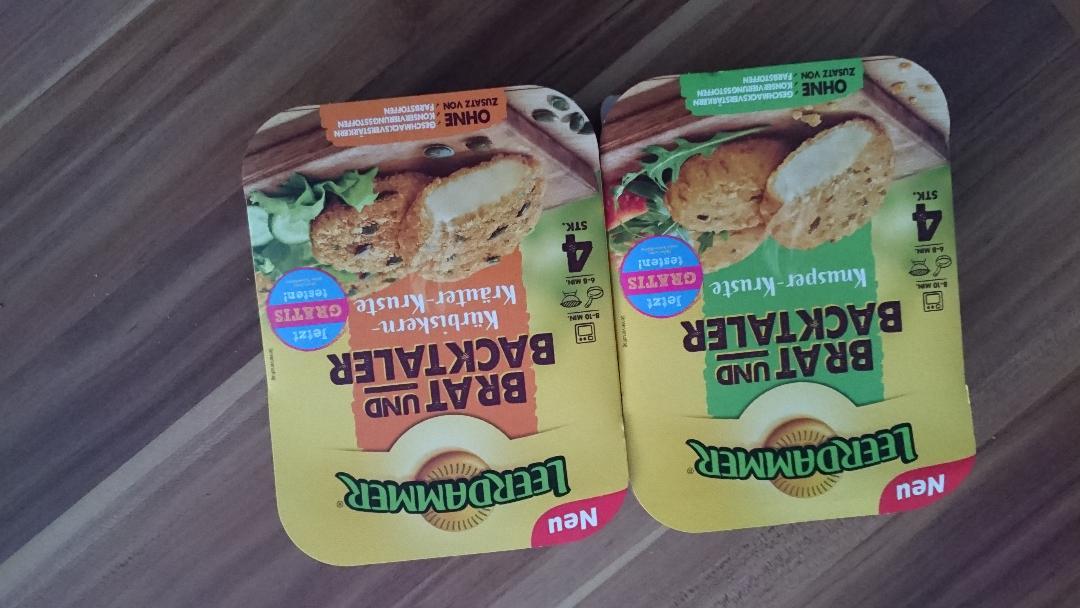 Neu
LEERDAMMER®
BRAT UND
BACKTALER
Knusper-Kruste
8-10 MIN.
6-8 MIN.
4
STK.
Jetzt
GRATIS
testen!
OHNE
ZUSATZ VON
GESCHMACKSVERSTÄRKERN
KONSERVIERUNGSSTOFFEN
FARBSTOFFEN
Neu
LEERDAMMER®
BRAT UND
BACKTALER
Kürbiskern-
Kräuter-Kruste
8-10 MIN.
6-8 MIN.
4
STK.
Jetzt
GRATIS
testen!
OHNE
ZUSATZ VON
GESCHMACKSVERSTÄRKERN
KONSERVIERUNGSSTOFFEN
FARBSTOFFEN